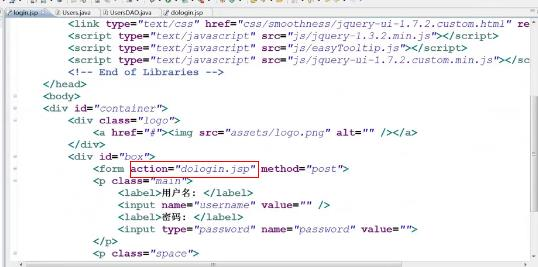 login.jsp Users.java UsersDAO.java dologin.jsp
<link type="text/css" href="css/smoothness/jquery-ui-1.7.2.custom.html" re
<script type="text/javascript" src="js/jquery-1.3.2.min.js"></script>
<script type="text/javascript" src="js/easyTooltip.js"></script>
<script type="text/javascript" src="js/jquery-ui-1.7.2.custom.min.js"></sc
<!-- End of Libraries -->
</head>
<body>
<div id="container">
<div class="logo">
<a href="#"><img src="assets/logo.png" alt="" /></a>
</div>
<div id="box">
<form action="dologin.jsp" method="post">
<p class="main">
<label>用户名: </label>
<input name="username" value="" />
<label>密码: </label>
<input type="password" name="password" value="">
</p>
<p class="space">